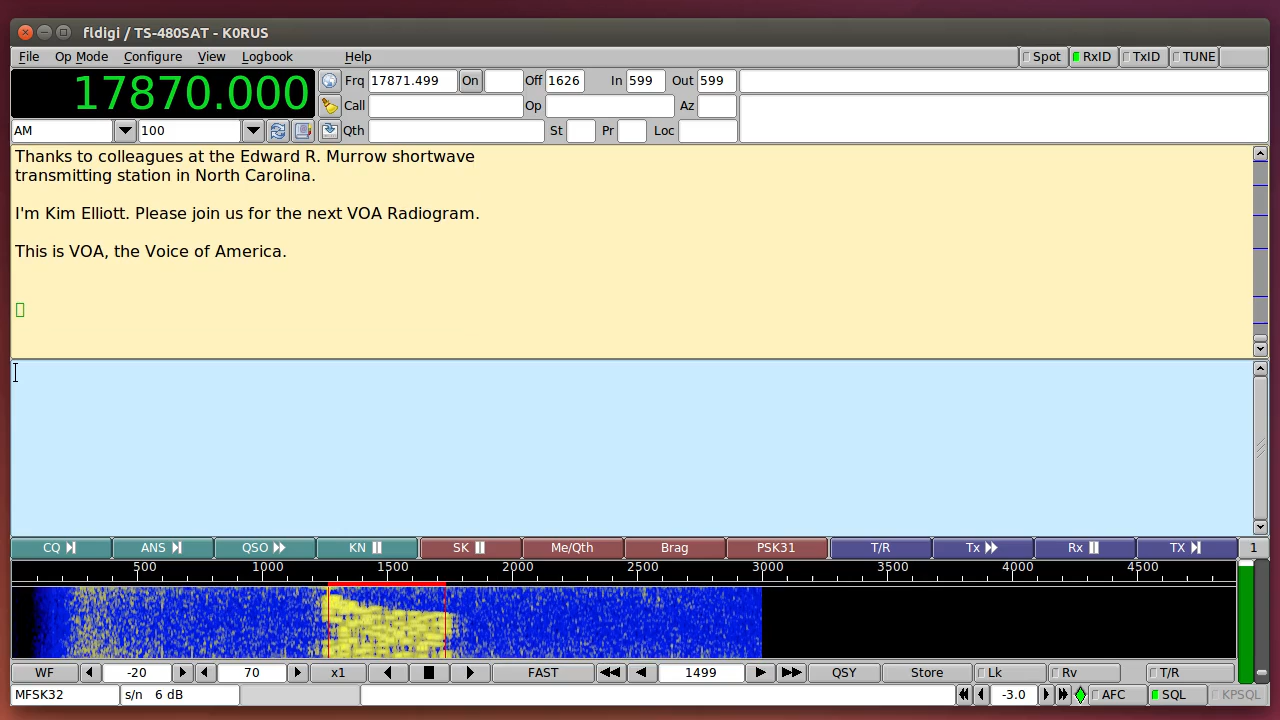 fldigi / TS-480SAT - K0RUS
File Op Mode Configure View Logbook Help Spot RxID TxID TUNE
17870.000 Frq 17871.499 On Off 1626 In 599 Out 599
Call Op Az
AM 100 Qth St Pr Loc
Thanks to colleagues at the Edward R. Murrow shortwave
transmitting station in North Carolina.
I'm Kim Elliott. Please join us for the next VOA Radiogram.
This is VOA, the Voice of America.
CQ ANS QSO KN SK Me/Qth Brag PSK31 T/R Tx Rx TX 1
500 1000 1500 2000 2500 3000 3500 4000 4500
WF -20 70 x1 FAST 1499 QSY Store Lk Rv T/R
MFSK32 s/n 6 dB -3.0 AFC SQL KPSQL